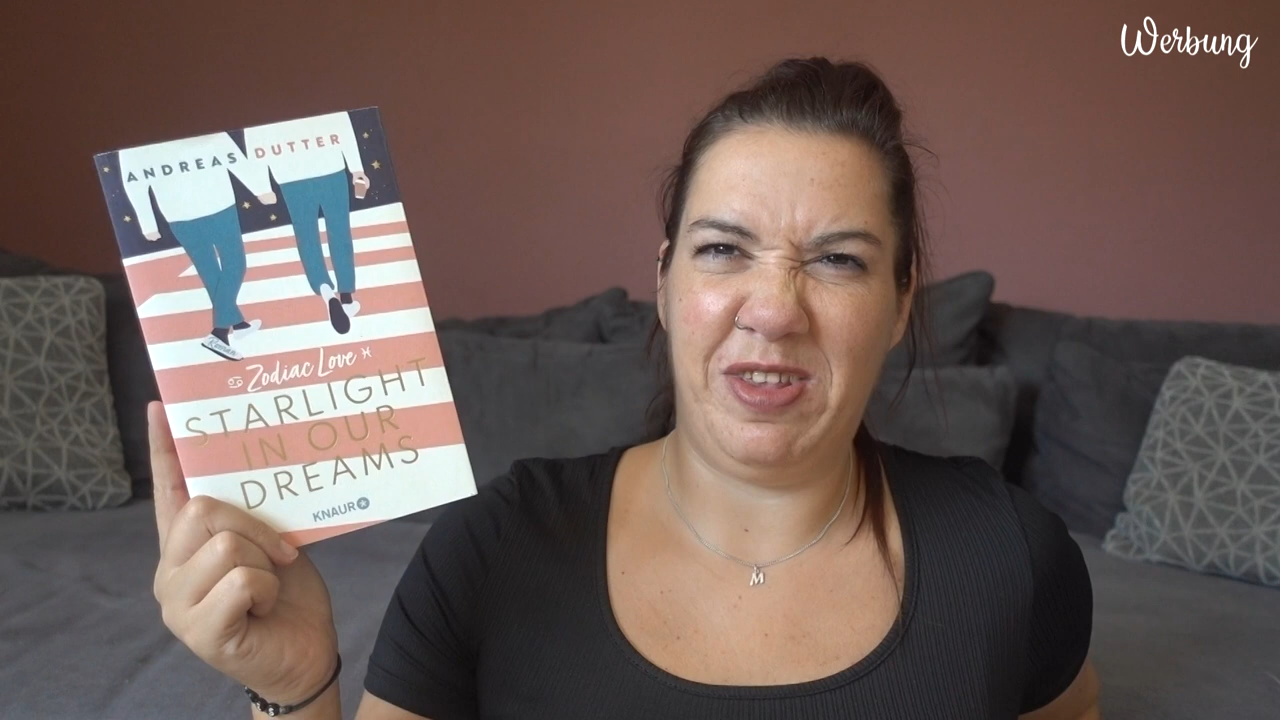 Werbung
ANDREAS DUTTER
♋ Zodiac Love ♓
STARLIGHT
IN OUR
DREAMS
KNAUR
M